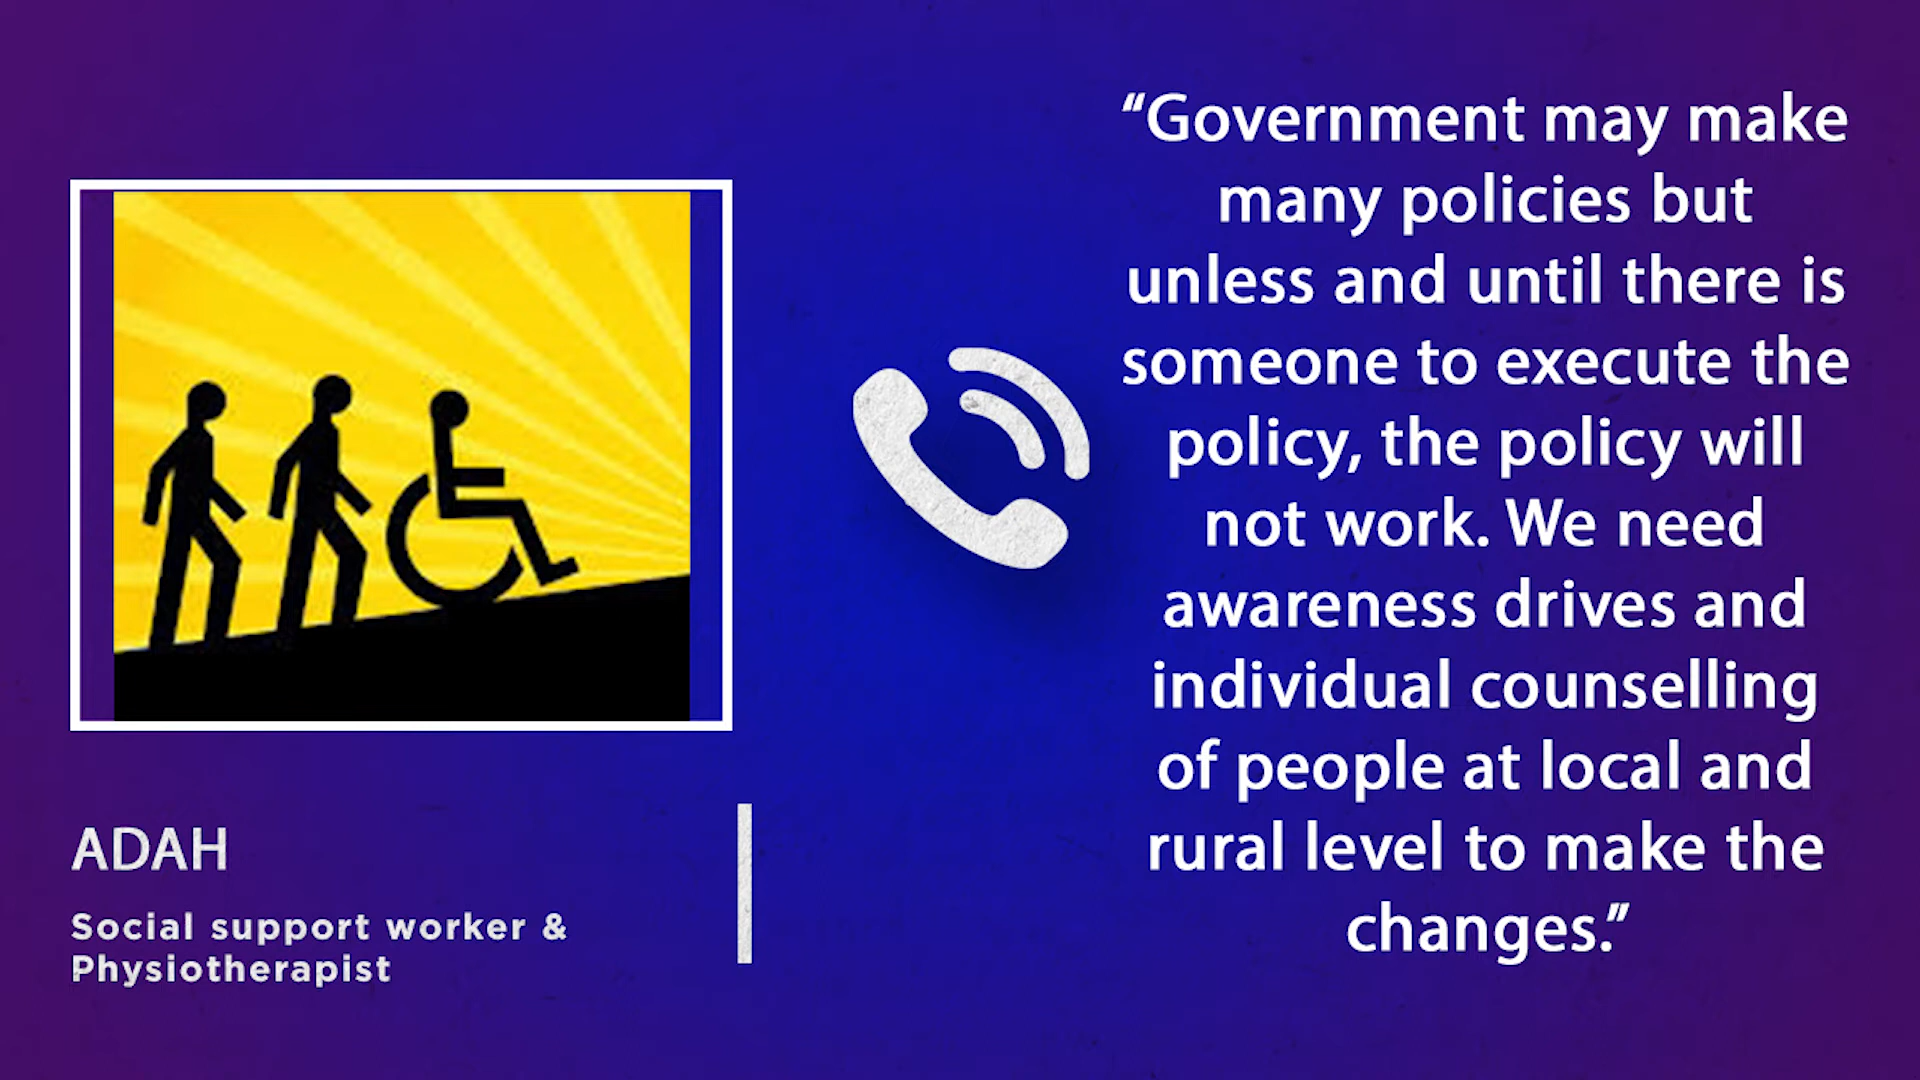 “Government may make
many policies but
unless and until there is
someone to execute the
policy, the policy will
not work. We need
awareness drives and
individual counselling
of people at local and
rural level to make the
changes.”
ADAH
Social support worker &
Physiotherapist